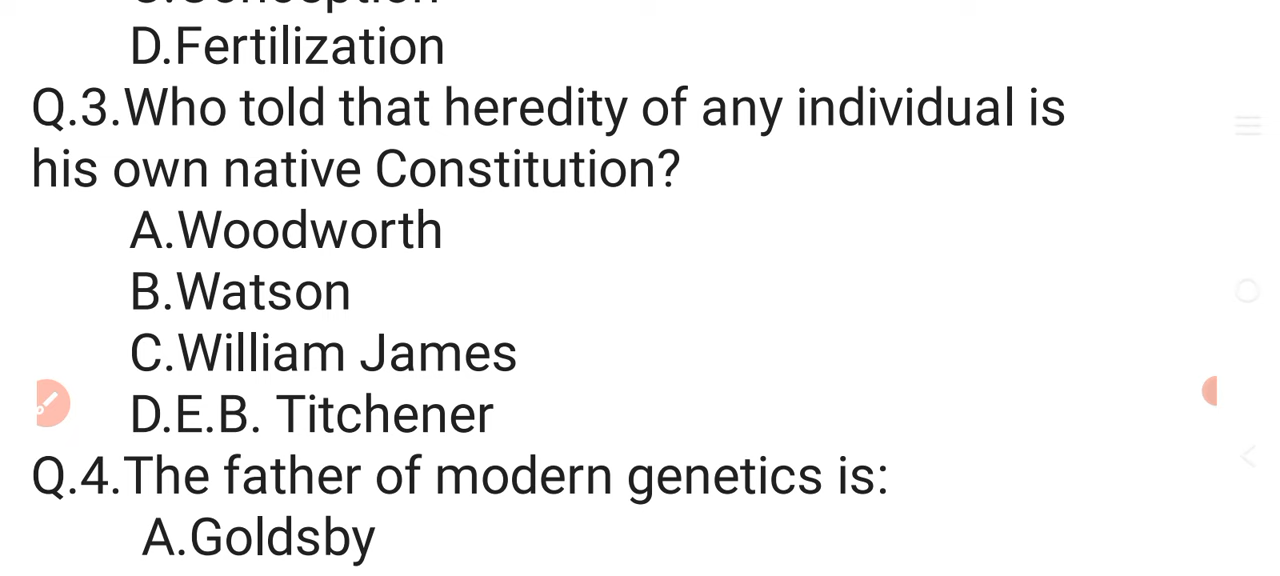 D.Fertilization
Q.3.Who told that heredity of any individual is
his own native Constitution?
A.Woodworth
B.Watson
C.William James
D.E.B. Titchener
Q.4.The father of modern genetics is:
A.Goldsby